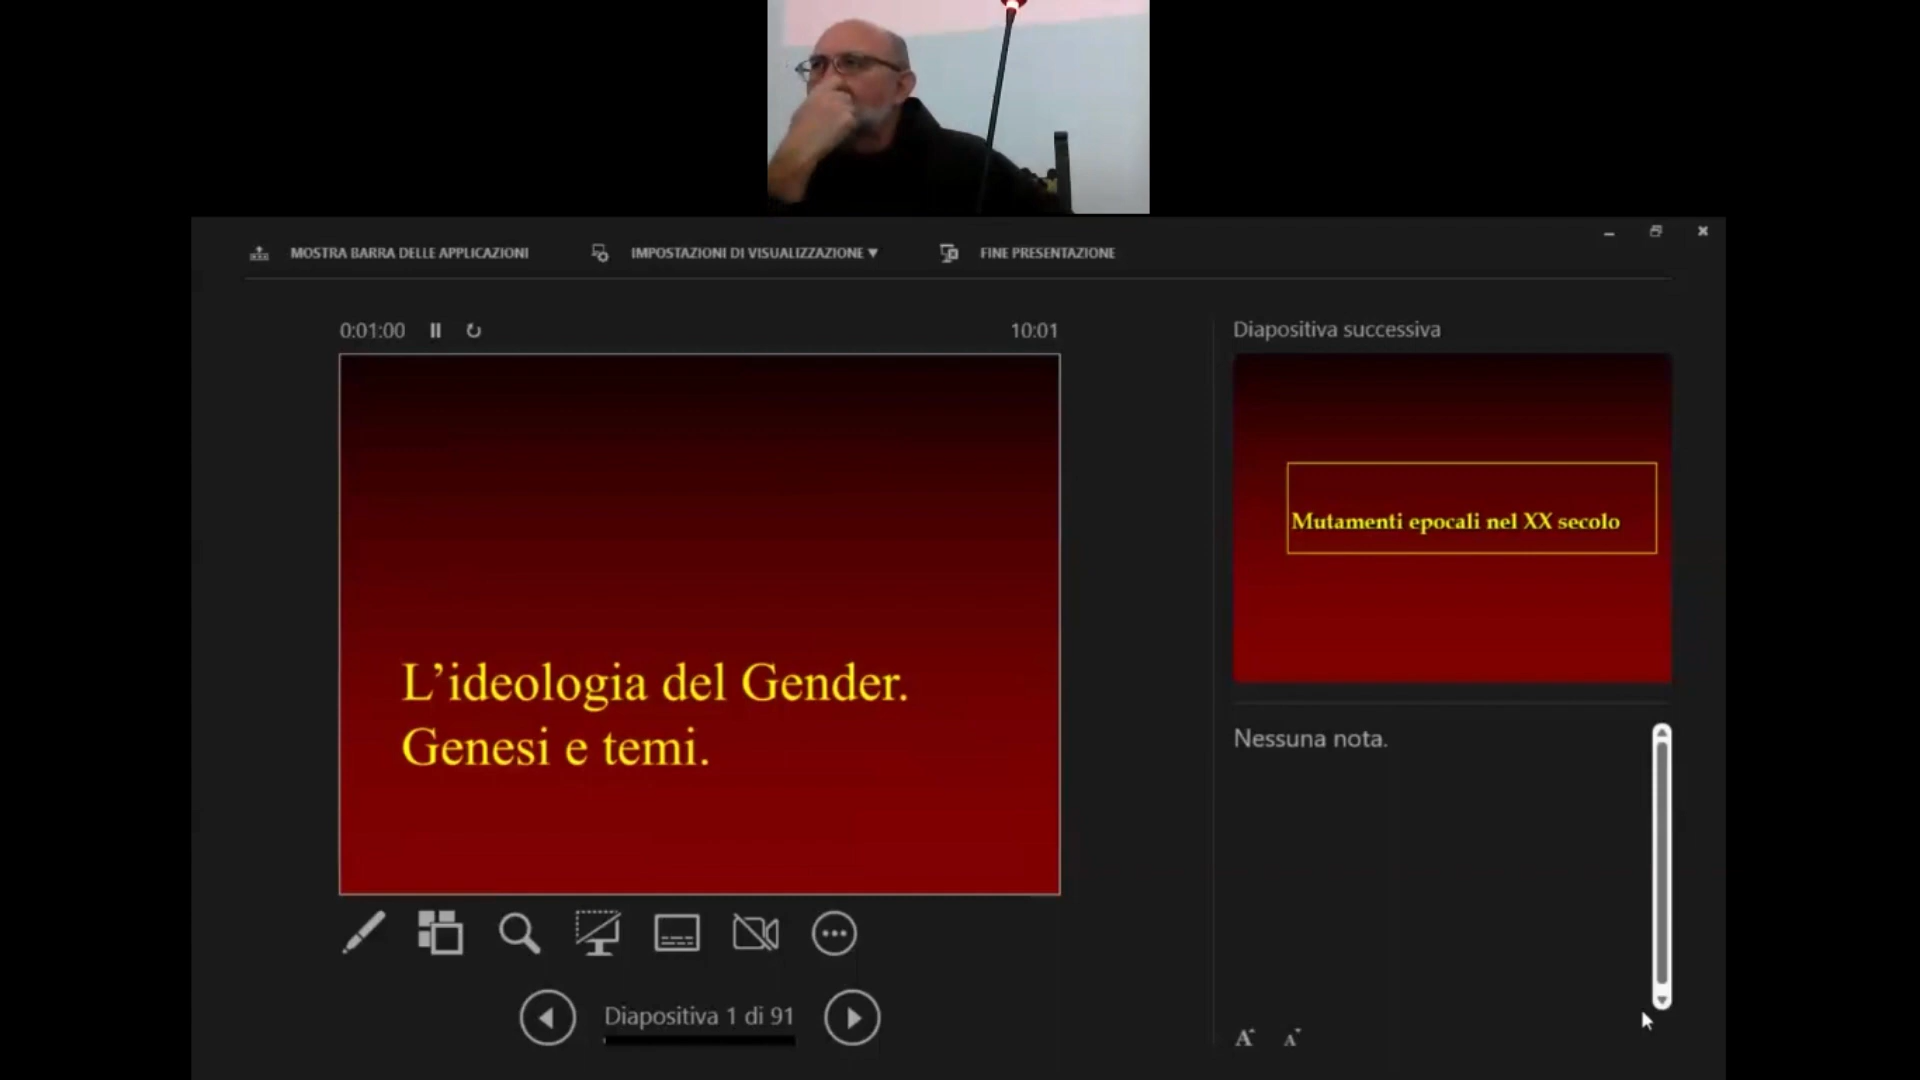 MOSTRA BARRA DELLE APPLICAZIONI
IMPOSTAZIONI DI VISUALIZZAZIONE ▼
FINE PRESENTAZIONE
0:01:00
10:01
L’ideologia del Gender.
Genesi e temi.
Diapositiva 1 di 91
Diapositiva successiva
Mutamenti epocali nel XX secolo
Nessuna nota.
A A